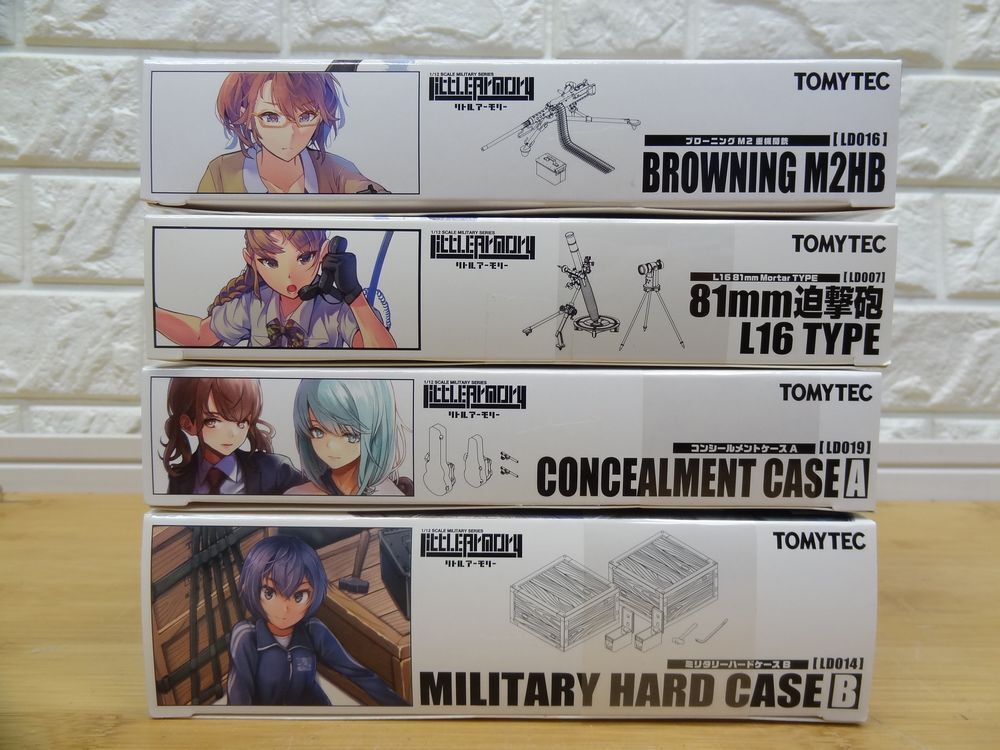 1/12 SCALE MILITARY SERIES
LITTLEARMORY
リトルアーモリー
TOMYTEC
ブローニング M2 重機関銃
[LD016]
BROWNING M2HB
1/12 SCALE MILITARY SERIES
LITTLEARMORY
リトルアーモリー
TOMYTEC
L16 81mm Mortar TYPE
[LD007]
81mm迫撃砲
L16 TYPE
1/12 SCALE MILITARY SERIES
LITTLEARMORY
リトルアーモリー
TOMYTEC
コンシールメントケース A
[LD019]
CONCEALMENT CASE A
1/12 SCALE MILITARY SERIES
LITTLEARMORY
リトルアーモリー
TOMYTEC
ミリタリーハードケース B
[LD014]
MILITARY HARD CASE B